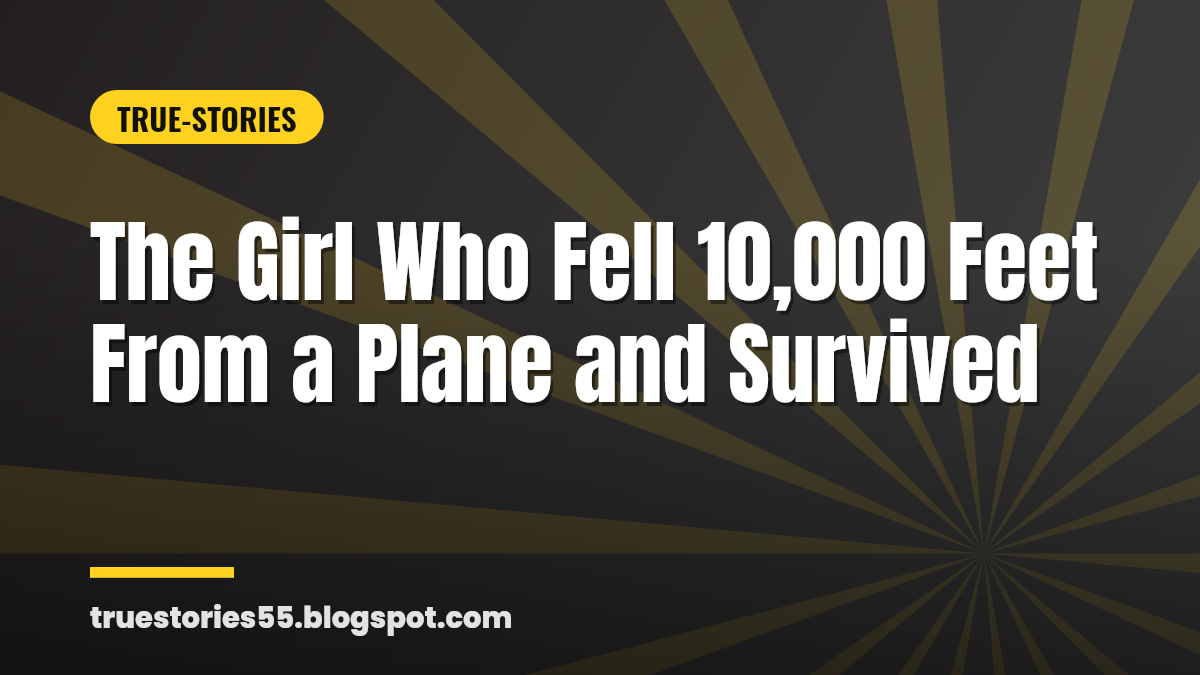 TRUE-STORIES
The Girl Who Fell 10,000 Feet
From a Plane and Survived
truestories55.blogspot.com